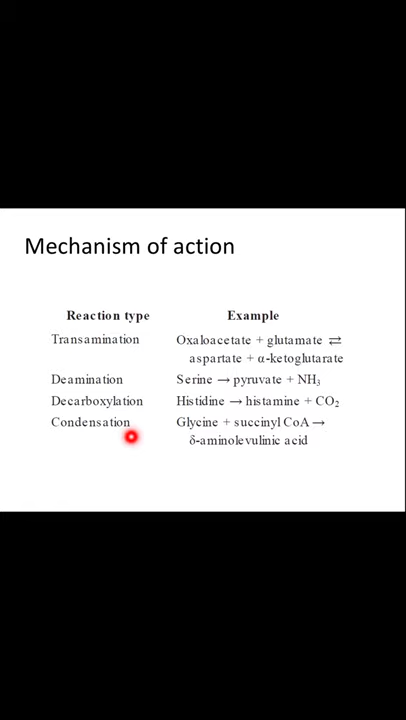 Mechanism of action
Reaction type Example
Transamination Oxaloacetate + glutamate ⇄
aspartate + α-ketoglutarate
Deamination Serine → pyruvate + NH₃
Decarboxylation Histidine → histamine + CO₂
Condensation Glycine + succinyl CoA →
δ-aminolevulinic acid